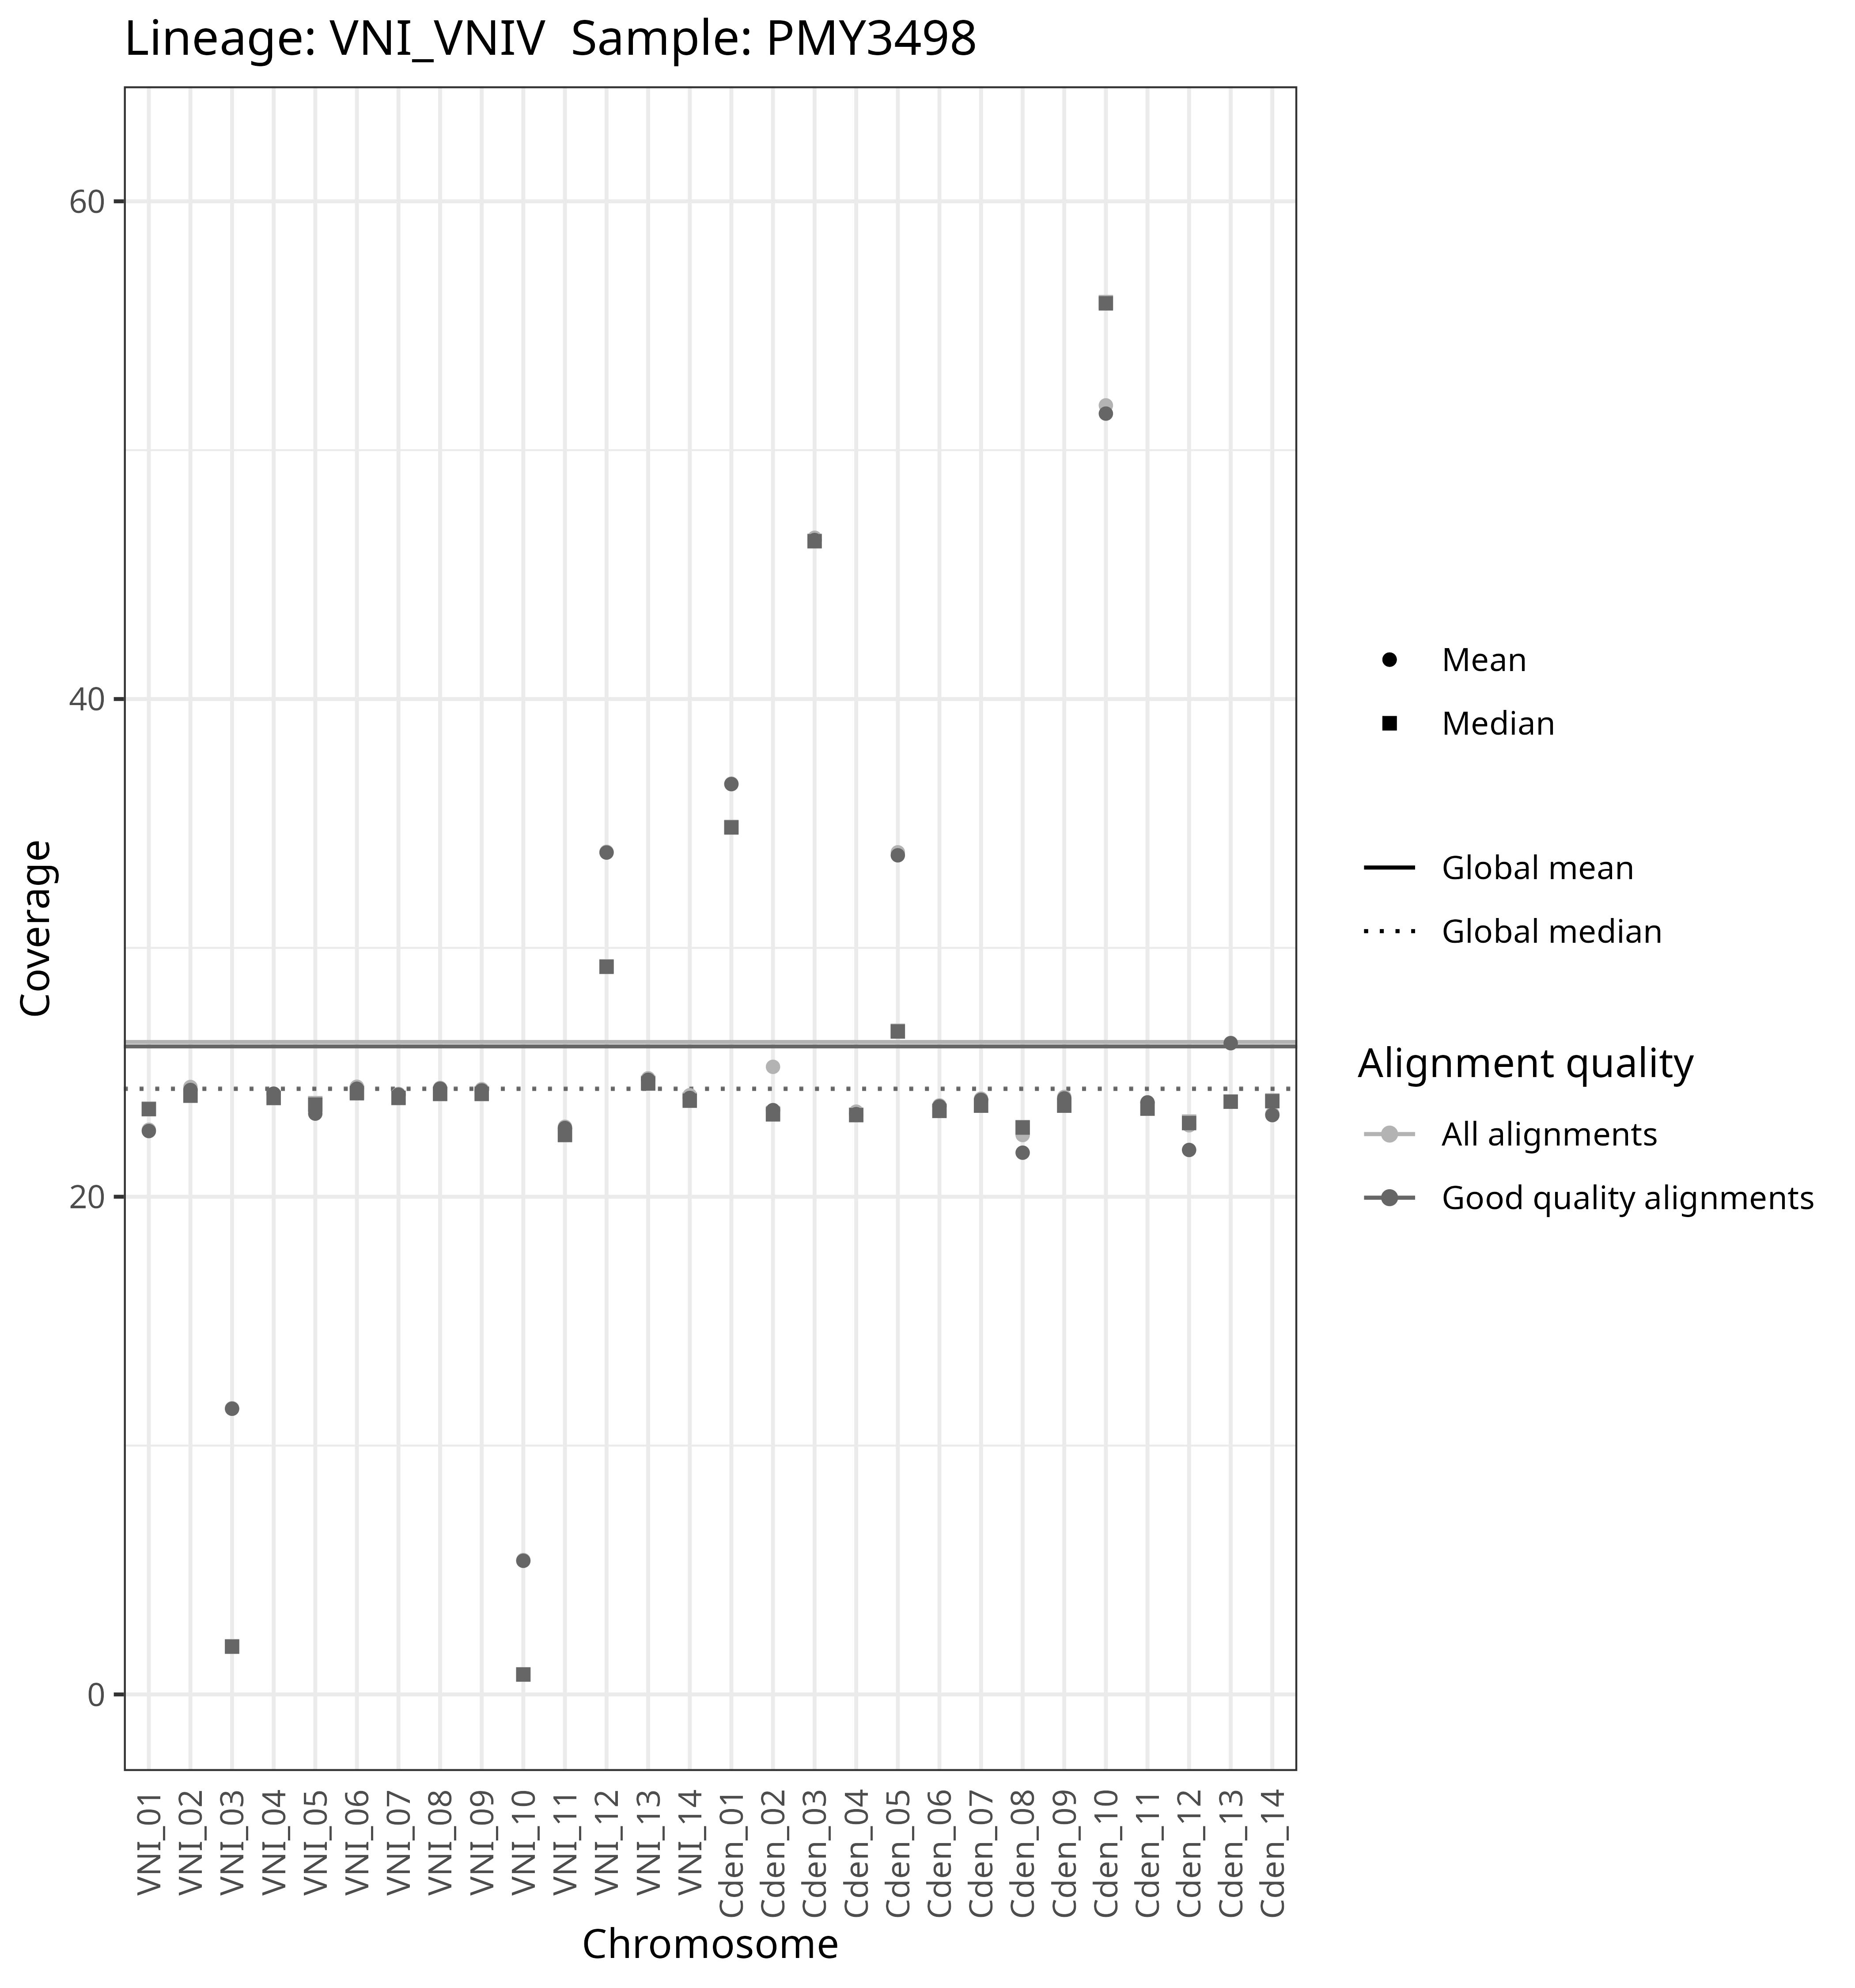 Lineage: VNI_VNIV  Sample: PMY3498
60
40
20
0
Coverage
VNI_01
VNI_02
VNI_03
VNI_04
VNI_05
VNI_06
VNI_07
VNI_08
VNI_09
VNI_10
VNI_11
VNI_12
VNI_13
VNI_14
Cden_01
Cden_02
Cden_03
Cden_04
Cden_05
Cden_06
Cden_07
Cden_08
Cden_09
Cden_10
Cden_11
Cden_12
Cden_13
Cden_14
Chromosome
Mean
Median
Global mean
Global median
Alignment quality
All alignments
Good quality alignments